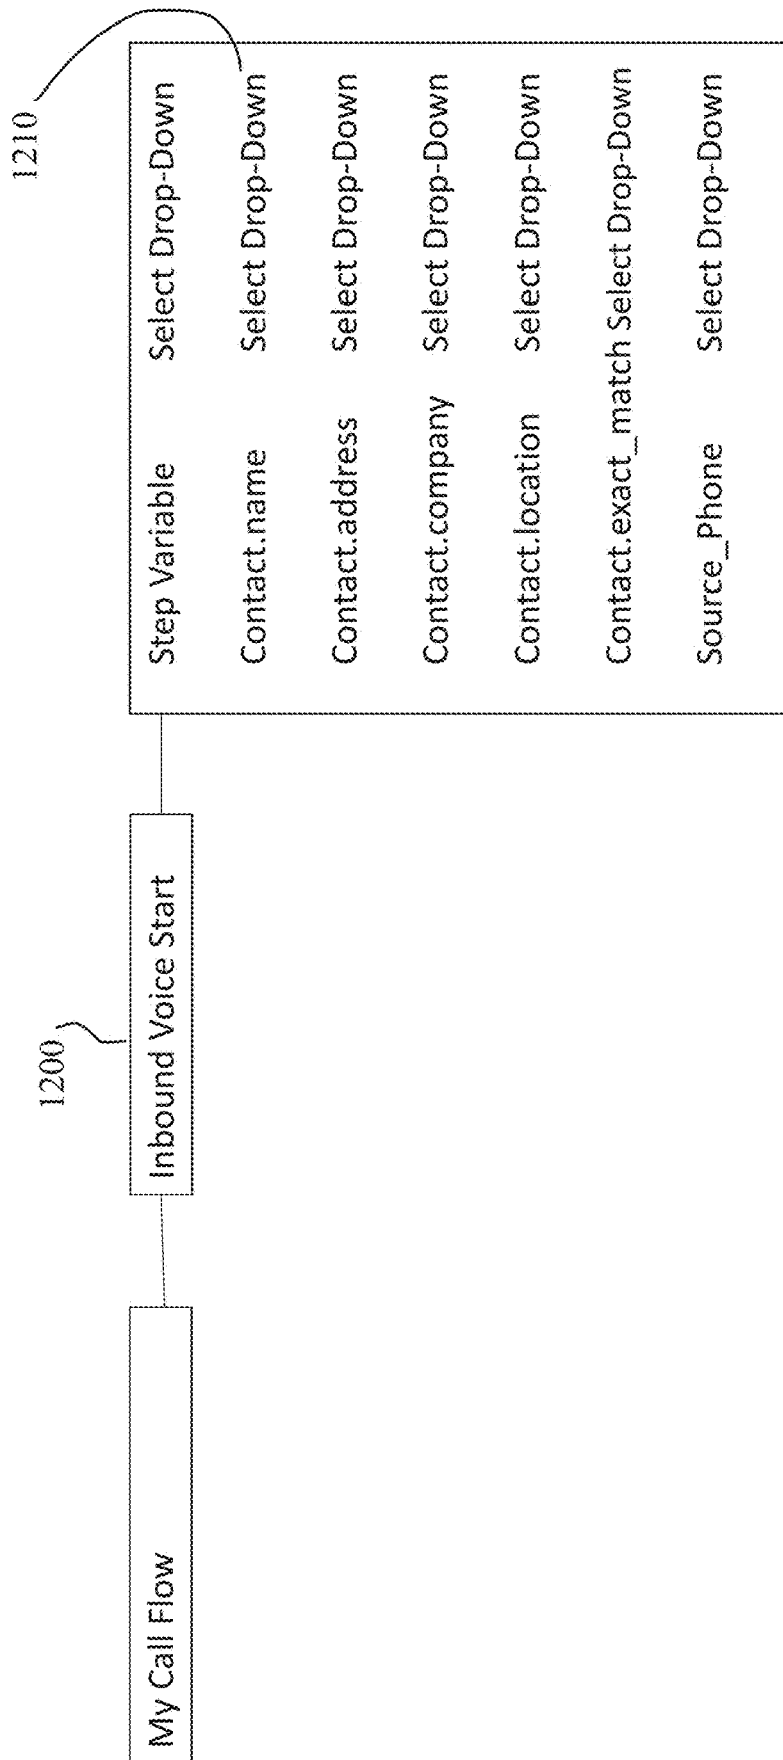 1210
1200
My Call Flow
Inbound Voice Start
Step Variable Select Drop-Down
Contact.name Select Drop-Down
Contact.address Select Drop-Down
Contact.company Select Drop-Down
Contact.location Select Drop-Down
Contact.exact_match Select Drop-Down
Source_Phone Select Drop-Down